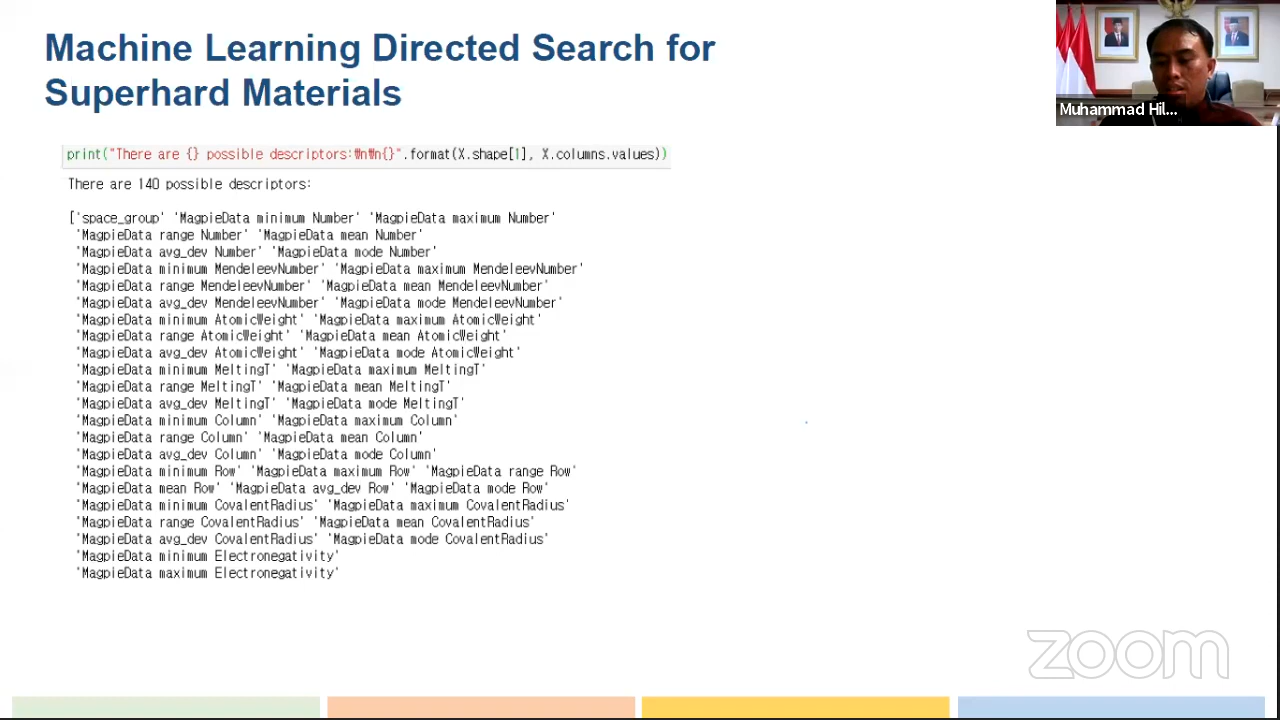 Machine Learning Directed Search for
Superhard Materials
Muhammad Hil...
print("There are {} possible descriptors:₩n₩n{}".format(X.shape[1], X.columns.values))
There are 140 possible descriptors:
['space_group' 'MagpieData minimum Number' 'MagpieData maximum Number'
'MagpieData range Number' 'MagpieData mean Number'
'MagpieData avg_dev Number' 'MagpieData mode Number'
'MagpieData minimum MendeleevNumber' 'MagpieData maximum MendeleevNumber'
'MagpieData range MendeleevNumber' 'MagpieData mean MendeleevNumber'
'MagpieData avg_dev MendeleevNumber' 'MagpieData mode MendeleevNumber'
'MagpieData minimum AtomicWeight' 'MagpieData maximum AtomicWeight'
'MagpieData range AtomicWeight' 'MagpieData mean AtomicWeight'
'MagpieData avg_dev AtomicWeight' 'MagpieData mode AtomicWeight'
'MagpieData minimum MeltingT' 'MagpieData maximum MeltingT'
'MagpieData range MeltingT' 'MagpieData mean MeltingT'
'MagpieData avg_dev MeltingT' 'MagpieData mode MeltingT'
'MagpieData minimum Column' 'MagpieData maximum Column'
'MagpieData range Column' 'MagpieData mean Column'
'MagpieData avg_dev Column' 'MagpieData mode Column'
'MagpieData minimum Row' 'MagpieData maximum Row' 'MagpieData range Row'
'MagpieData mean Row' 'MagpieData avg_dev Row' 'MagpieData mode Row'
'MagpieData minimum CovalentRadius' 'MagpieData maximum CovalentRadius'
'MagpieData range CovalentRadius' 'MagpieData mean CovalentRadius'
'MagpieData avg_dev CovalentRadius' 'MagpieData mode CovalentRadius'
'MagpieData minimum Electronegativity'
'MagpieData maximum Electronegativity'
zoom